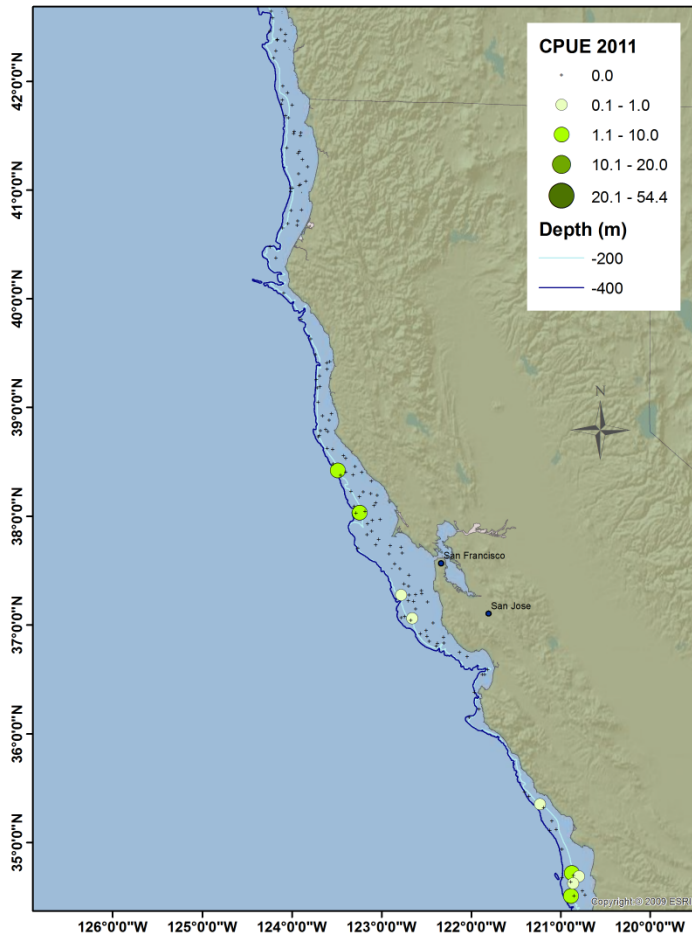 CPUE 2011
0.0
0.1 - 1.0
1.1 - 10.0
10.1 - 20.0
20.1 - 54.4
Depth (m)
-200
-400
N
San Francisco
San Jose
Copyright © 2009 ESRI
42°0'0"N
41°0'0"N
40°0'0"N
39°0'0"N
38°0'0"N
37°0'0"N
36°0'0"N
35°0'0"N
126°0'0"W
125°0'0"W
124°0'0"W
123°0'0"W
122°0'0"W
121°0'0"W
120°0'0"W